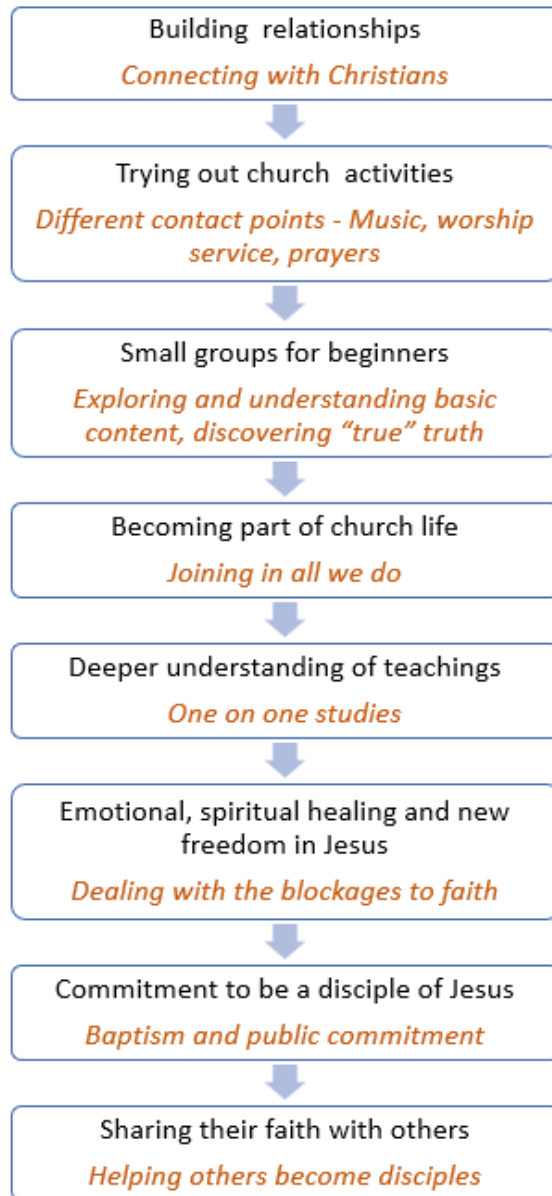 Building relationships
Connecting with Christians
Trying out church activities
Different contact points - Music, worship
service, prayers
Small groups for beginners
Exploring and understanding basic
content, discovering “true” truth
Becoming part of church life
Joining in all we do
Deeper understanding of teachings
One on one studies
Emotional, spiritual healing and new
freedom in Jesus
Dealing with the blockages to faith
Commitment to be a disciple of Jesus
Baptism and public commitment
Sharing their faith with others
Helping others become disciples